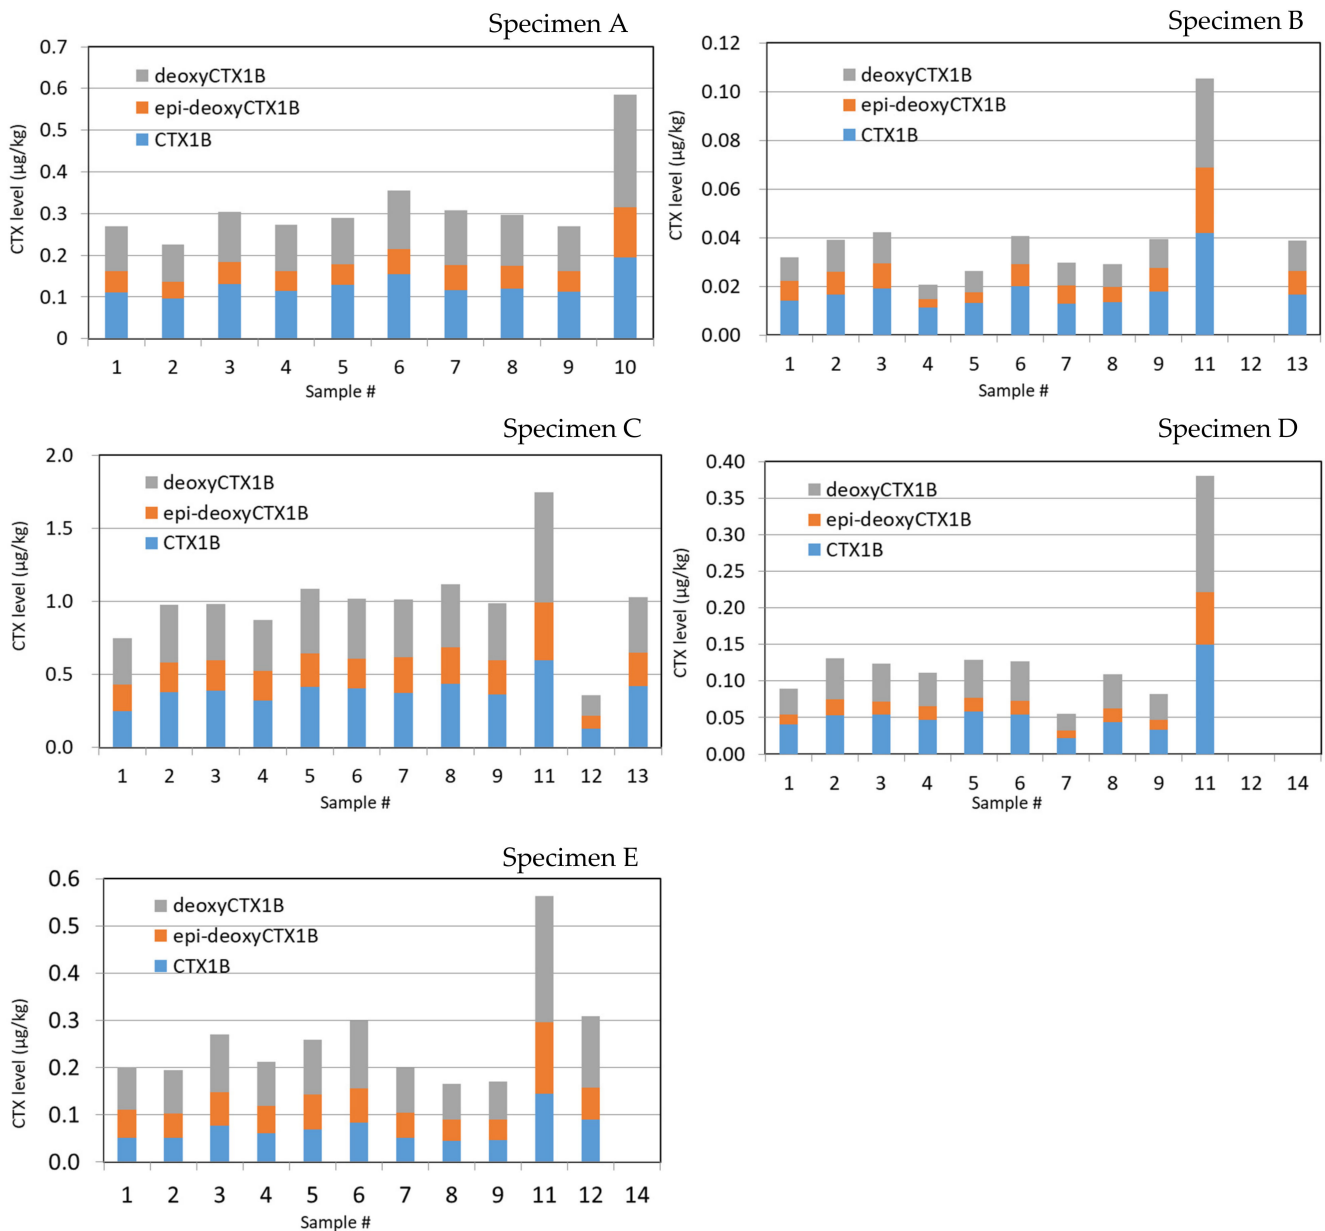 Specimen A
0.7
0.6
0.5
0.4
0.3
0.2
0.1
0
CTX level (µg/kg)
deoxyCTX1B
epi-deoxyCTX1B
CTX1B
1 2 3 4 5 6 7 8 9 10
Sample #
Specimen B
0.12
0.10
0.08
0.06
0.04
0.02
0.00
CTX level (µg/kg)
deoxyCTX1B
epi-deoxyCTX1B
CTX1B
1 2 3 4 5 6 7 8 9 11 12 13
Sample #
Specimen C
2.0
1.5
1.0
0.5
0.0
CTX level (µg/kg)
deoxyCTX1B
epi-deoxyCTX1B
CTX1B
1 2 3 4 5 6 7 8 9 11 12 13
Sample #
Specimen D
0.40
0.35
0.30
0.25
0.20
0.15
0.10
0.05
0.00
CTX level (µg/kg)
deoxyCTX1B
epi-deoxyCTX1B
CTX1B
1 2 3 4 5 6 7 8 9 11 12 14
Sample #
Specimen E
0.6
0.5
0.4
0.3
0.2
0.1
0.0
CTX level (µg/kg)
deoxyCTX1B
epi-deoxyCTX1B
CTX1B
1 2 3 4 5 6 7 8 9 11 12 14
Sample #